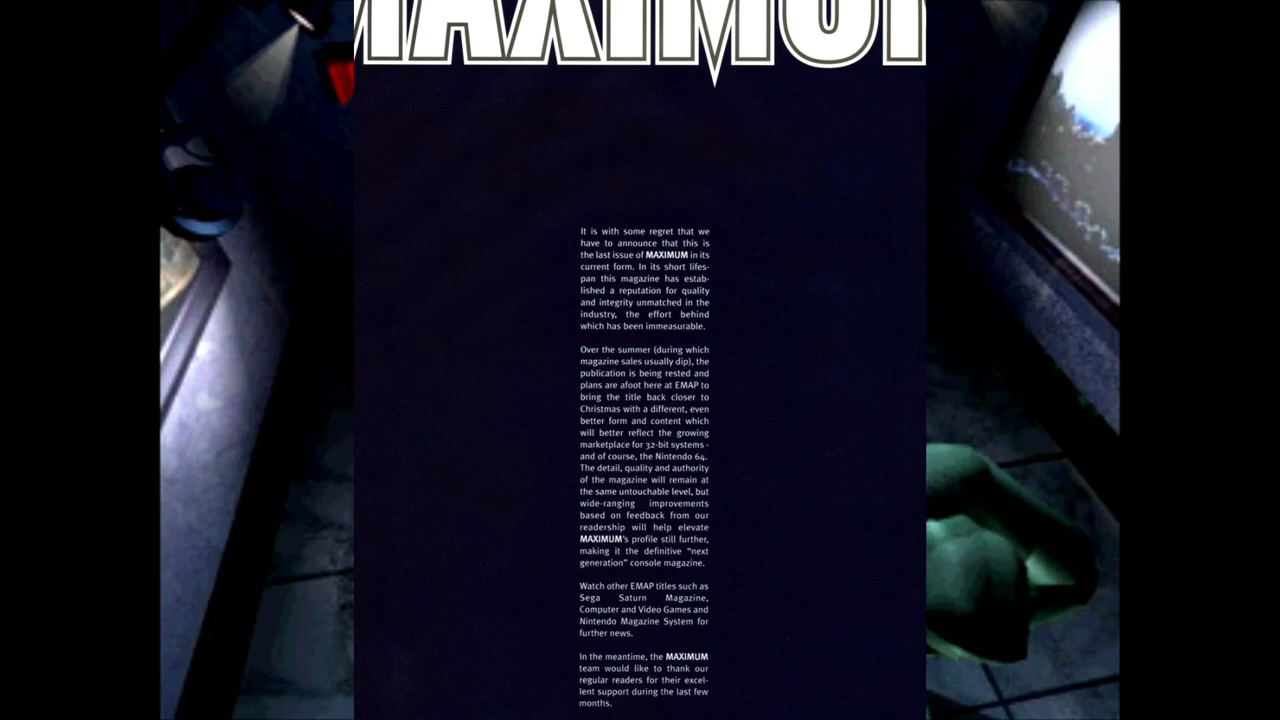 MAXIMUM
It is with some regret that we
have to announce that this is
the last issue of MAXIMUM in its
current form. In its short lifes-
pan this magazine has estab-
lished a reputation for quality
and integrity unmatched in the
industry, the effort behind
which has been immeasurable.
Over the summer (during which
magazine sales usually dip), the
publication is being rested and
plans are afoot here at EMAP to
bring the title back closer to
Christmas with a different, even
better form and content which
will better reflect the growing
marketplace for 32-bit systems -
and of course, the Nintendo 64.
The detail, quality and authority
of the magazine will remain at
the same untouchable level, but
wide-ranging improvements
based on feedback from our
readership will help elevate
MAXIMUM's profile still further,
making it the definitive “next
generation” console magazine.
Watch other EMAP titles such as
Sega Saturn Magazine,
Computer and Video Games and
Nintendo Magazine System for
further news.
In the meantime, the MAXIMUM
team would like to thank our
regular readers for their excel-
lent support during the last few
months.